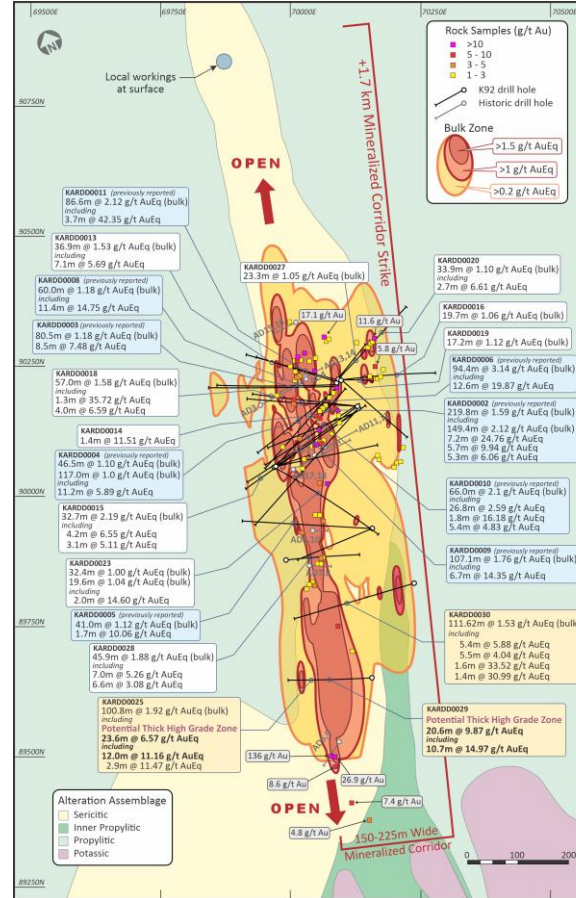 69500E
69750E
70000E
70250E
70500E
N
Local workings
at surface
90750N
OPEN
+1.7 km Mineralized Corridor Strike
Rock Samples (g/t Au)
>10
5 - 10
3 - 5
1 - 3
K92 drill hole
Historic drill hole
Bulk Zone
>1.5 g/t AuEq
>1 g/t AuEq
>0.2 g/t AuEq
90500N
KARDD0011 (previously reported)
86.6m @ 2.12 g/t AuEq (bulk)
including
3.7m @ 42.35 g/t AuEq
KARDD0013
36.9m @ 1.53 g/t AuEq (bulk)
including
7.1m @ 5.69 g/t AuEq
KARDD0008 (previously reported)
60.0m @ 1.18 g/t AuEq (bulk)
including
11.4m @ 14.75 g/t AuEq
KARDD0003 (previously reported)
80.5m @ 1.18 g/t AuEq (bulk)
8.5m @ 7.48 g/t AuEq
90250N
KARDD0018
57.0m @ 1.58 g/t AuEq (bulk)
including
1.3m @ 35.72 g/t AuEq
4.0m @ 6.59 g/t AuEq
KARDD0014
1.4m @ 11.51 g/t AuEq
KARDD0004 (previously reported)
46.5m @ 1.10 g/t AuEq (bulk)
117.0m @ 1.0 g/t AuEq (bulk)
including
11.2m @ 5.89 g/t AuEq
90000N
KARDD0015
32.7m @ 2.19 g/t AuEq (bulk)
including
4.2m @ 6.55 g/t AuEq
3.1m @ 5.11 g/t AuEq
KARDD0023
32.4m @ 1.00 g/t AuEq (bulk)
19.6m @ 1.04 g/t AuEq (bulk)
including
2.0m @ 14.60 g/t AuEq
KARDD0005 (previously reported)
41.0m @ 1.12 g/t AuEq (bulk)
1.7m @ 10.06 g/t AuEq
89750N
KARDD0028
45.9m @ 1.88 g/t AuEq (bulk)
including
7.0m @ 5.26 g/t AuEq
6.6m @ 3.08 g/t AuEq
KARDD0025
100.8m @ 1.92 g/t AuEq (bulk)
including
Potential Thick High Grade Zone
23.6m @ 6.57 g/t AuEq
including
12.0m @ 11.16 g/t AuEq
2.9m @ 11.47 g/t AuEq
KARDD0027
23.3m @ 1.05 g/t AuEq (bulk)
17.1 g/t Au
11.6 g/t Au
5.8 g/t Au
KARDD0020
33.9m @ 1.10 g/t AuEq (bulk)
including
2.7m @ 6.61 g/t AuEq
KARDD0016
19.7m @ 1.06 g/t AuEq (bulk)
KARDD0019
17.2m @ 1.12 g/t AuEq (bulk)
KARDD0006 (previously reported)
94.4m @ 3.14 g/t AuEq (bulk)
including
12.6m @ 19.87 g/t AuEq
KARDD0002 (previously reported)
219.8m @ 1.59 g/t AuEq (bulk)
including
149.4m @ 2.12 g/t AuEq (bulk)
7.2m @ 24.76 g/t AuEq
5.7m @ 9.94 g/t AuEq
5.3m @ 6.06 g/t AuEq
KARDD0010 (previously reported)
66.0m @ 2.1 g/t AuEq (bulk)
including
26.8m @ 2.59 g/t AuEq
1.8m @ 16.18 g/t AuEq
5.4m @ 4.83 g/t AuEq
KARDD0009 (previously reported)
107.1m @ 1.76 g/t AuEq (bulk)
including
6.7m @ 14.35 g/t AuEq
KARDD0030
111.62m @ 1.53 g/t AuEq (bulk)
including
5.4m @ 5.88 g/t AuEq
5.5m @ 4.04 g/t AuEq
1.6m @ 33.52 g/t AuEq
1.4m @ 30.99 g/t AuEq
KARDD0029
Potential Thick High Grade Zone
20.6m @ 9.87 g/t AuEq
including
10.7m @ 14.97 g/t AuEq
89500N
136 g/t Au
8.6 g/t Au
26.9 g/t Au
7.4 g/t Au
4.8 g/t Au
OPEN
150-225m Wide
Mineralized Corridor
Alteration Assemblage
Sericitic
Inner Propylitic
Propylitic
Potassic
0
100
200
89250N